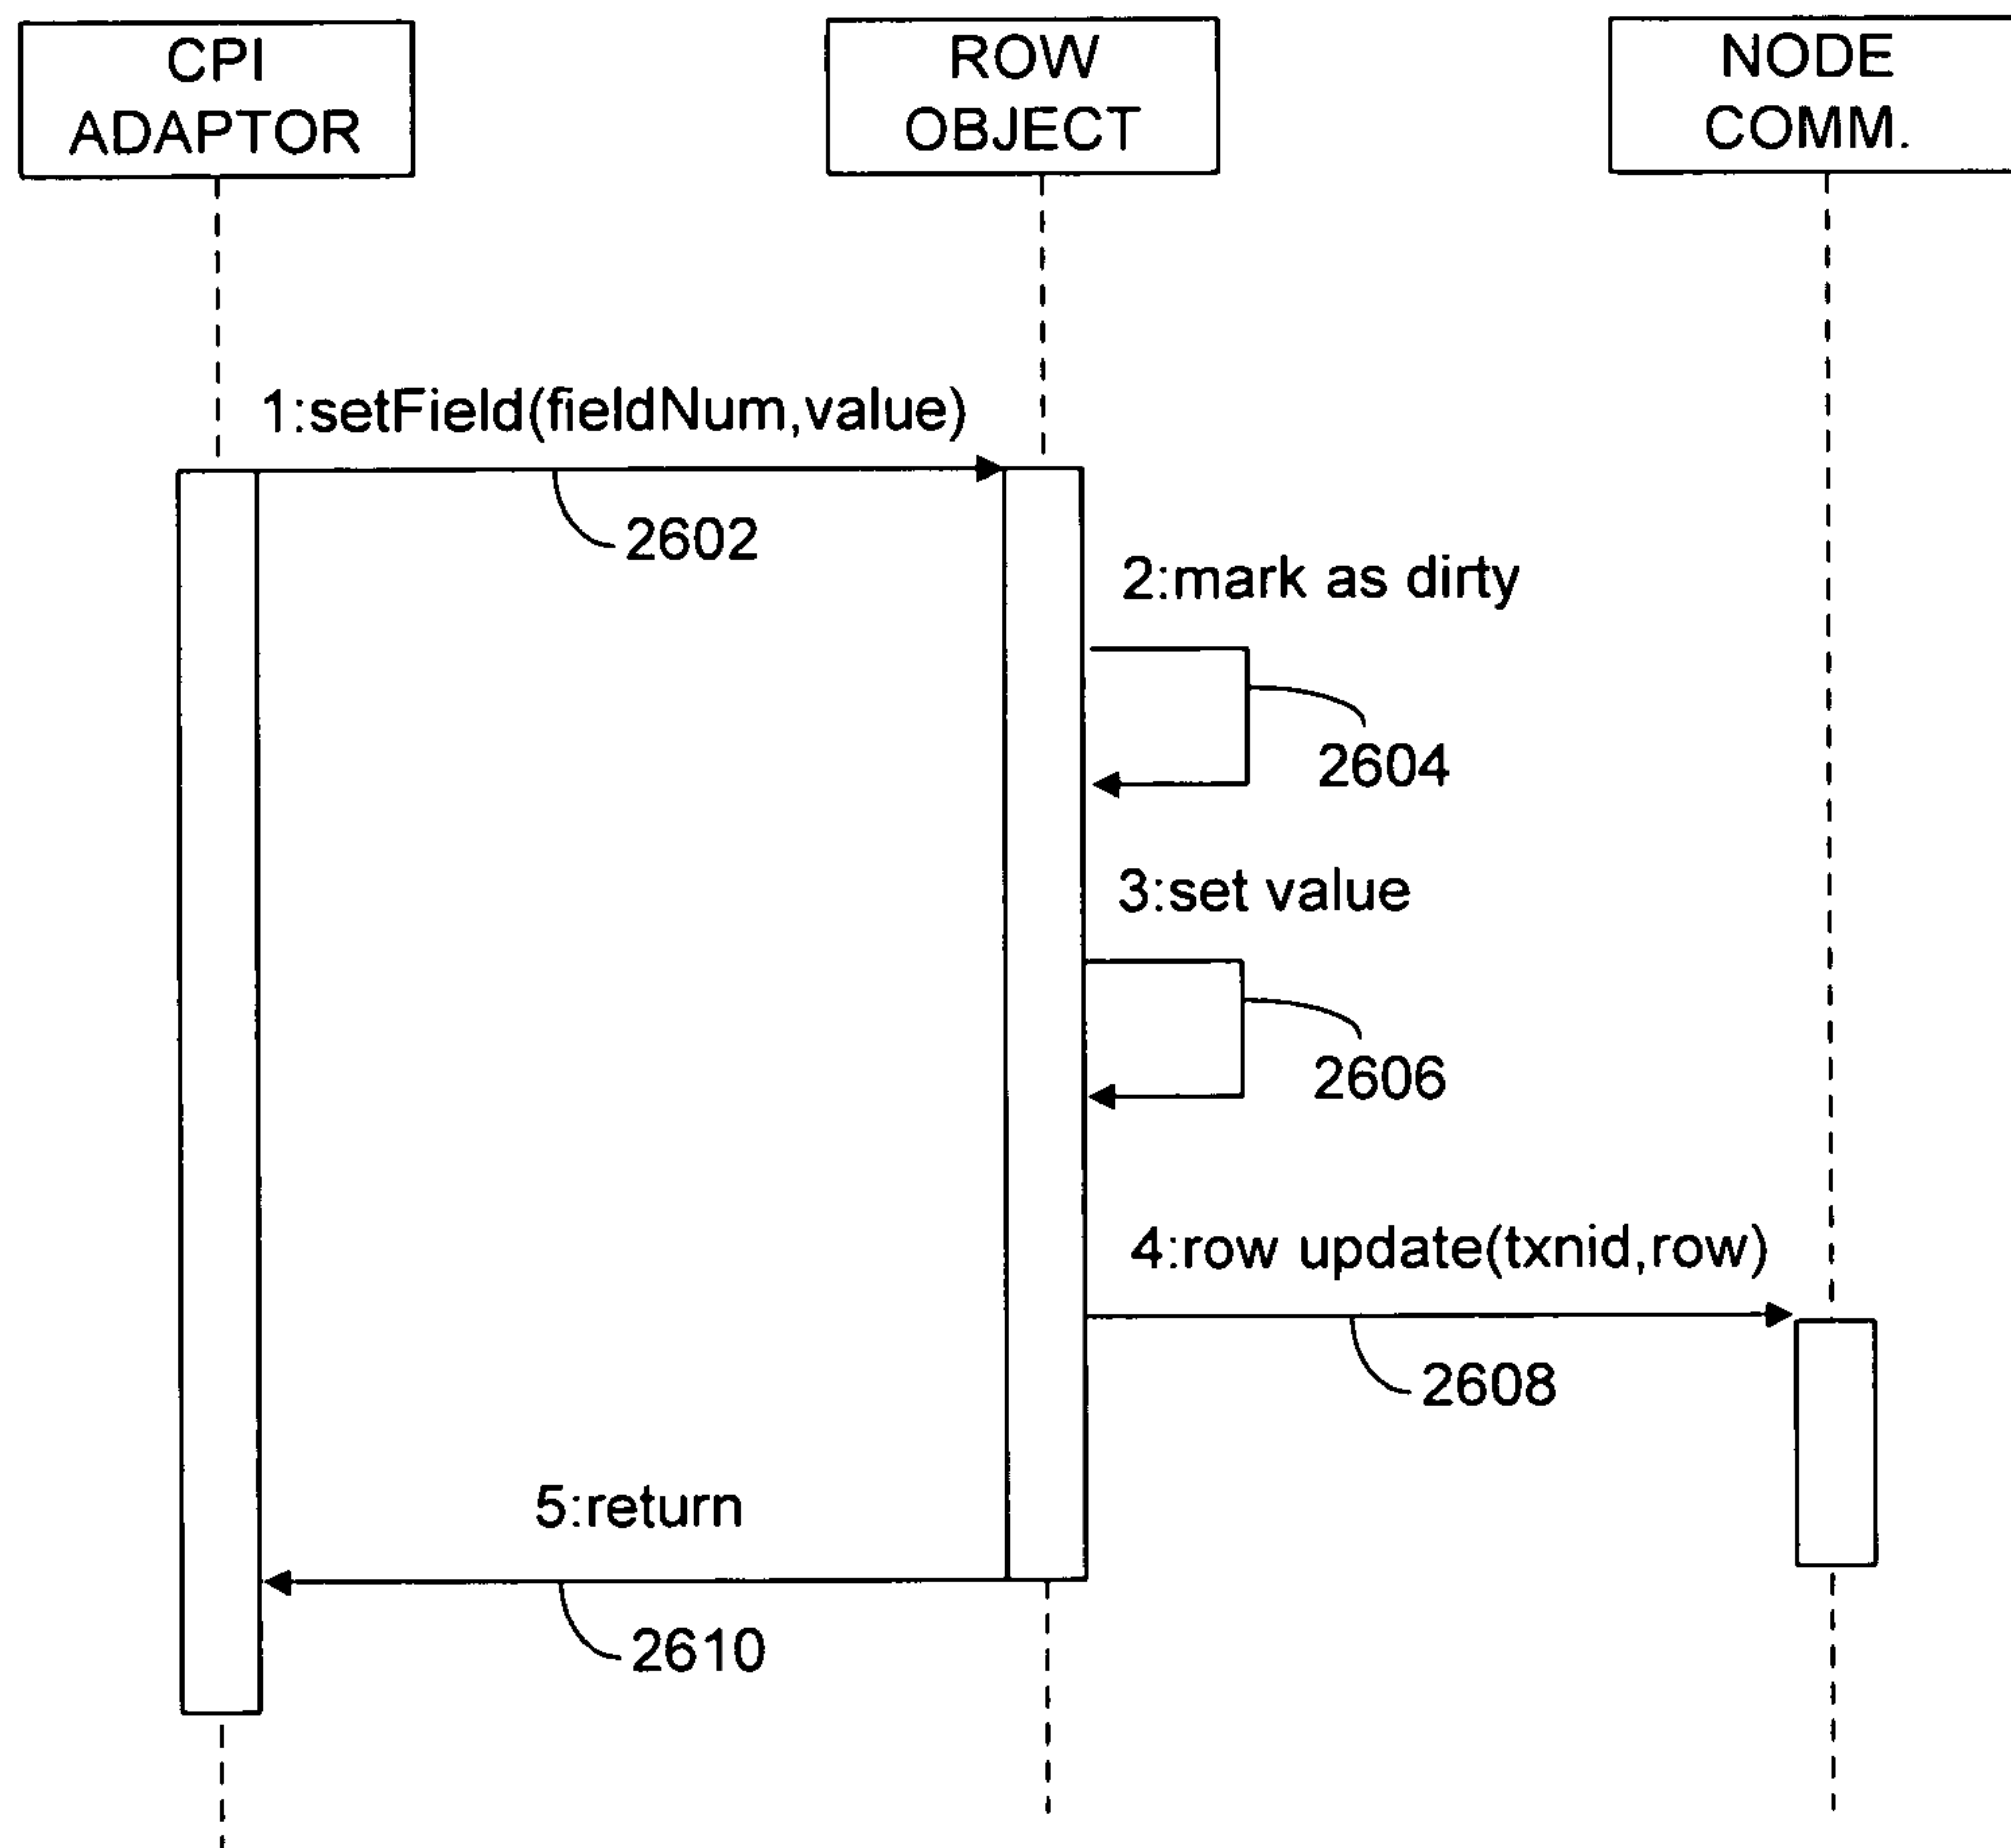 CPI
ADAPTOR
ROW
OBJECT
NODE
COMM.
1:setField(fieldNum,value)
2602
2:mark as dirty
2604
3:set value
2606
4:row update(txnid,row)
2608
5:return
2610